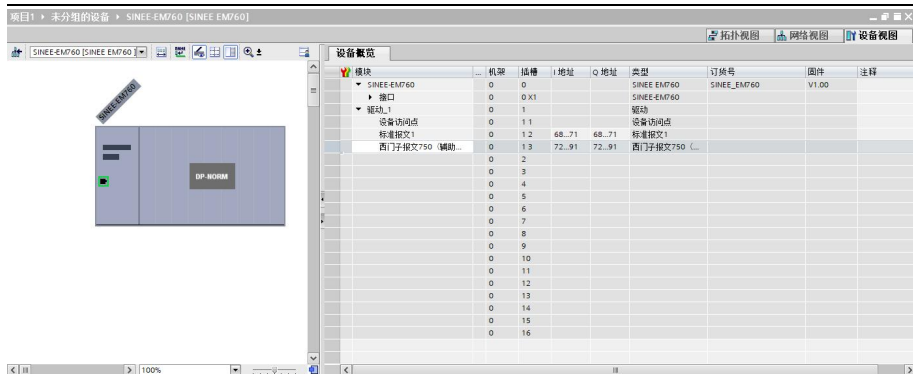 项目1 ▸ 未分组的设备 ▸ SINEE-EM760 [SINEE EM760]
拓扑视图 网络视图 设备视图
SINEE-EM760 [SINEE EM760]
设备概览
模块 ... 机架 插槽 I 地址 Q 地址 类型 订货号 固件 注释
SINEE-EM760 0 0 SINEE EM760 SINEE_EM760 V1.00
接口 0 0 X1 SINEE-EM760
驱动_1 0 1 驱动
设备访问点 0 1 1 设备访问点
标准报文1 0 1 2 68...71 68...71 标准报文1
西门子报文750（辅助... 0 1 3 72...91 72...91 西门子报文750（...
0 2
0 3
0 4
0 5
0 6
0 7
0 8
0 9
0 10
0 11
0 12
0 13
0 14
0 15
0 16
SINEE-EM760
DP-NORM
100%